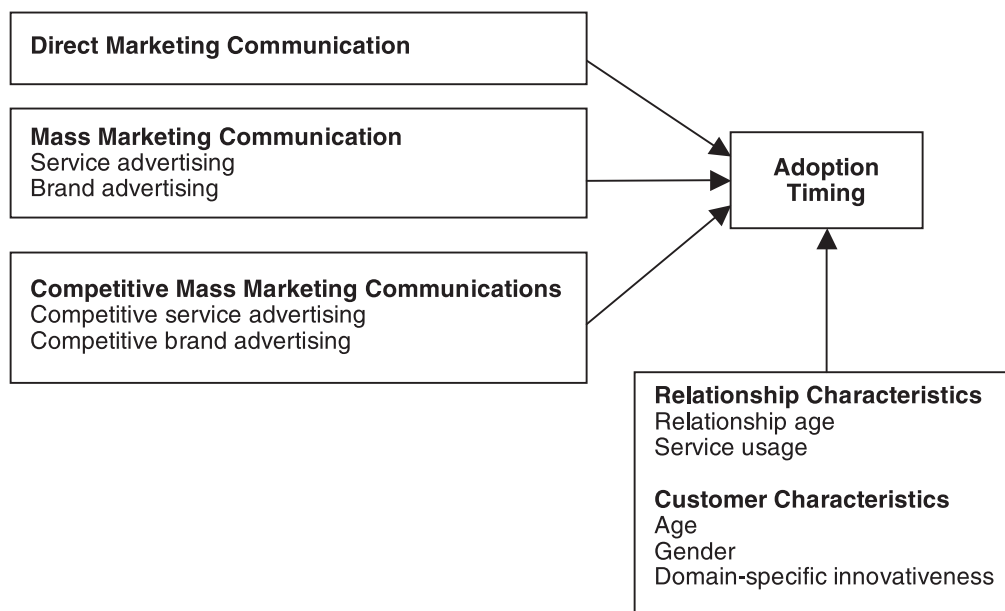 Direct Marketing Communication
Mass Marketing Communication
Service advertising
Brand advertising
Competitive Mass Marketing Communications
Competitive service advertising
Competitive brand advertising
Adoption
Timing
Relationship Characteristics
Relationship age
Service usage
Customer Characteristics
Age
Gender
Domain-specific innovativeness